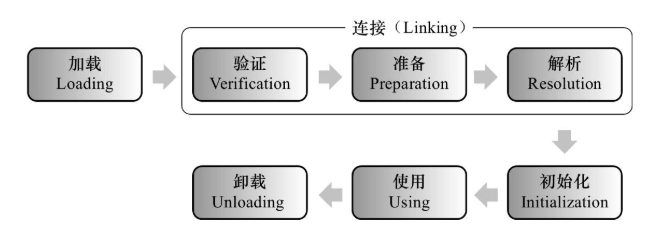 连接（Linking）
加载
Loading
验证
Verification
准备
Preparation
解析
Resolution
初始化
Initialization
使用
Using
卸载
Unloading